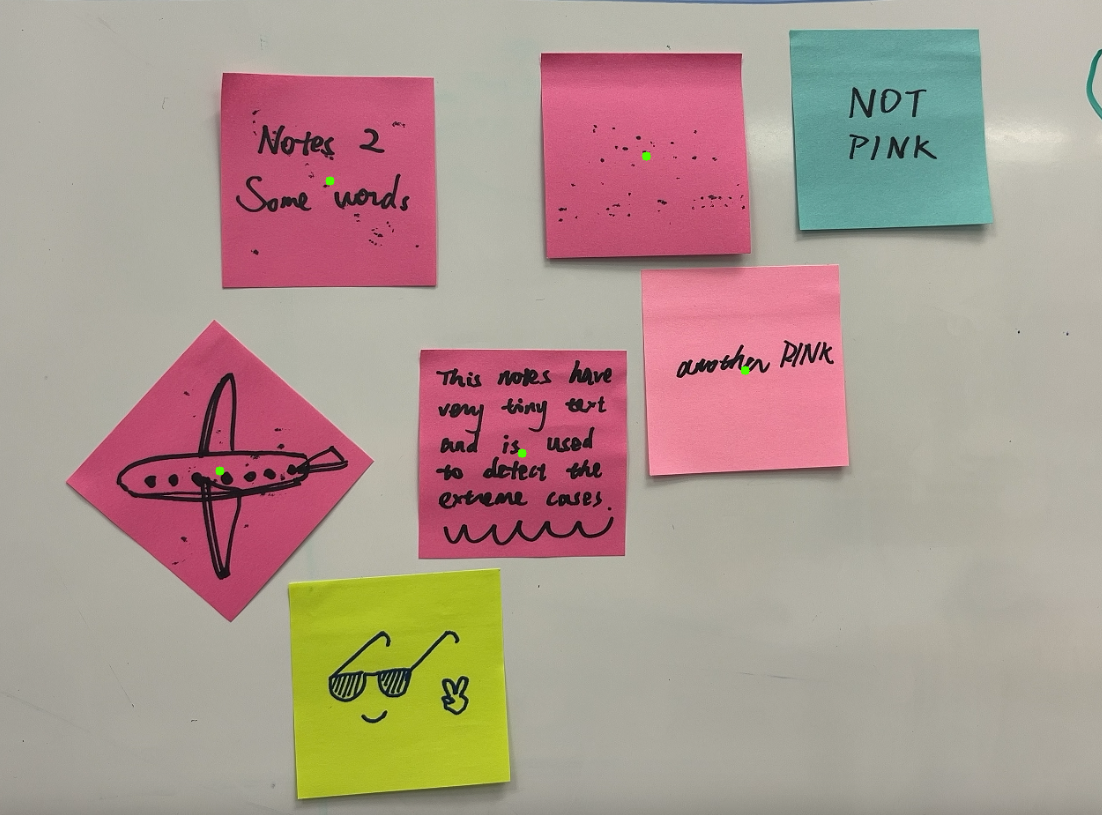 Notes 2
Some words
NOT
PINK
another PINK
This notes have
very tiny text
and is used
to detect the
extreme cases.